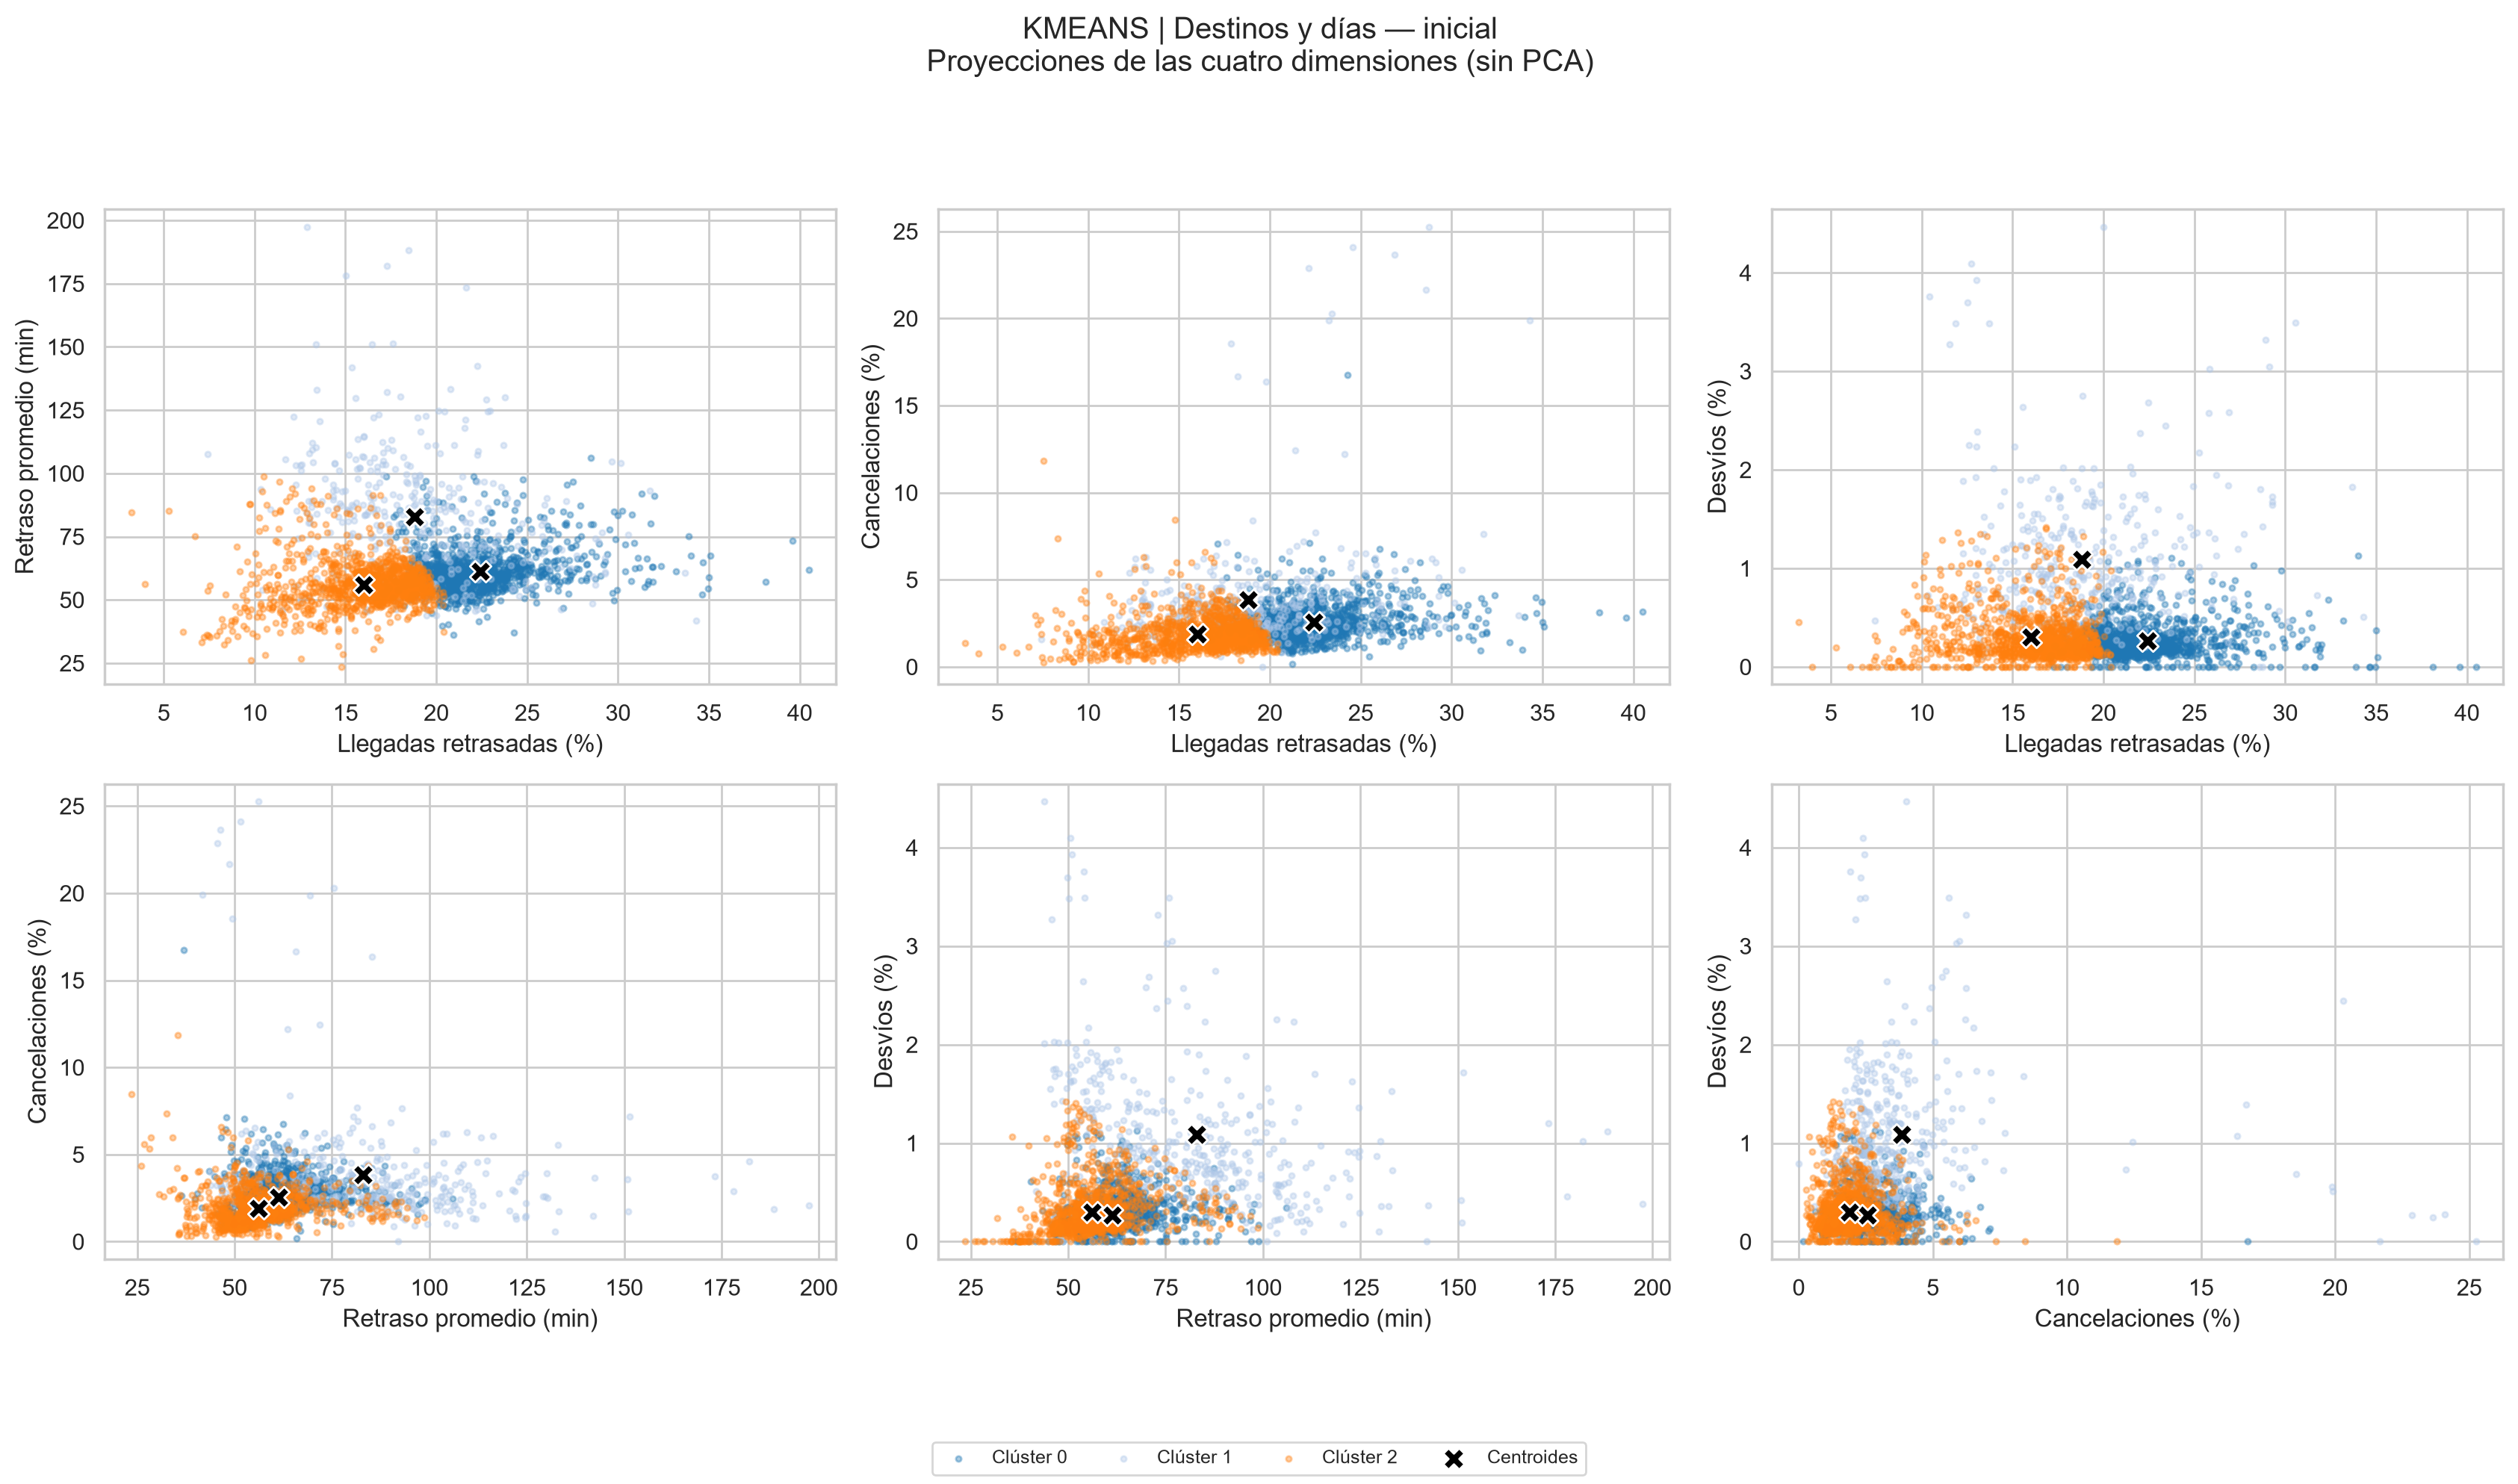 KMEANS | Destinos y días — inicial
Proyecciones de las cuatro dimensiones (sin PCA)
Retraso promedio (min)
200
175
150
125
100
75
50
25
5 10 15 20 25 30 35 40
Llegadas retrasadas (%)
Cancelaciones (%)
25
20
15
10
5
0
5 10 15 20 25 30 35 40
Llegadas retrasadas (%)
Desvíos (%)
4
3
2
1
0
5 10 15 20 25 30 35 40
Llegadas retrasadas (%)
Cancelaciones (%)
25
20
15
10
5
0
25 50 75 100 125 150 175 200
Retraso promedio (min)
Desvíos (%)
4
3
2
1
0
25 50 75 100 125 150 175 200
Retraso promedio (min)
Desvíos (%)
4
3
2
1
0
0 5 10 15 20 25
Cancelaciones (%)
Clúster 0 Clúster 1 Clúster 2 Centroides